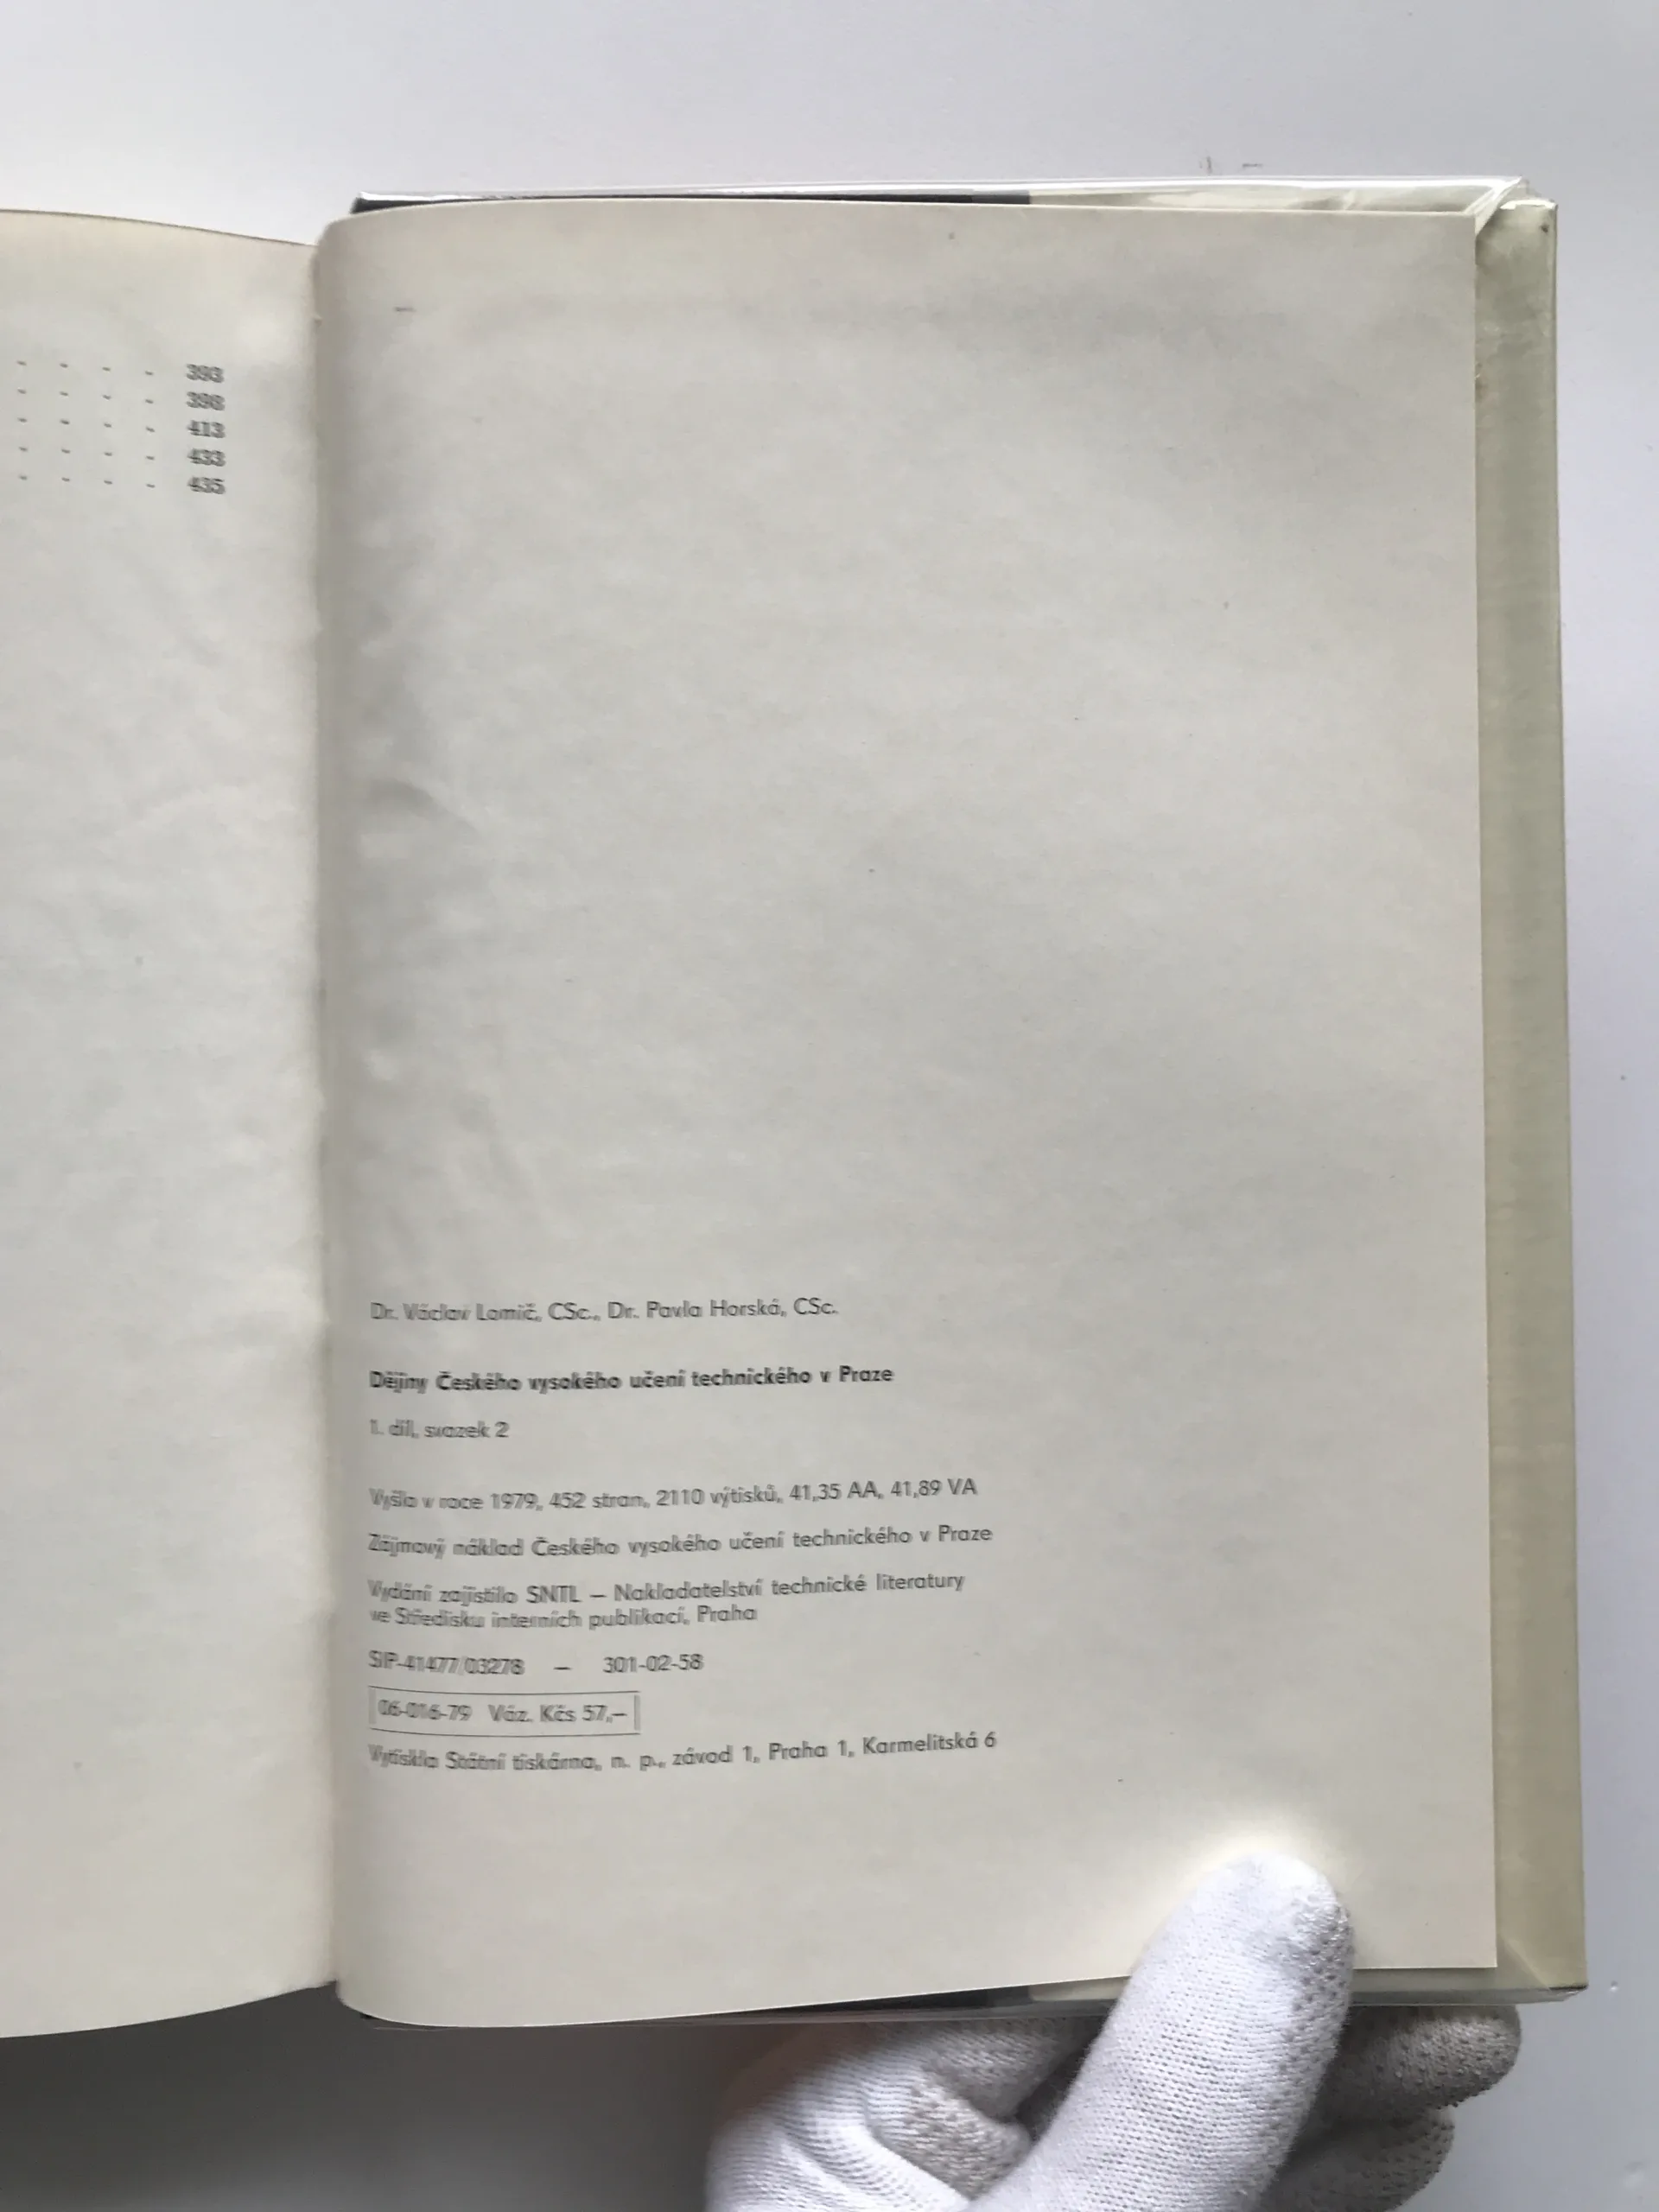 - - - - 393
- - - - 398
- - - - 413
- - - - 433
- - - - 435
Dr. Václav Lomič, CSc., Dr. Pavla Horská, CSc.
Dějiny Českého vysokého učení technického v Praze
1. díl, svazek 2
Vyšlo v roce 1979, 452 stran, 2110 výtisků, 41,35 AA, 41,89 VA
Zájmový náklad Českého vysokého učení technického v Praze
Vydání zajistilo SNTL – Nakladatelství technické literatury
ve Středisku interních publikací, Praha
SIP-41477/03278 – 301-02-58
06-016-79 Váz. Kčs 57,–
Vytiskla Státní tiskárna, n. p., závod 1, Praha 1, Karmelitská 6